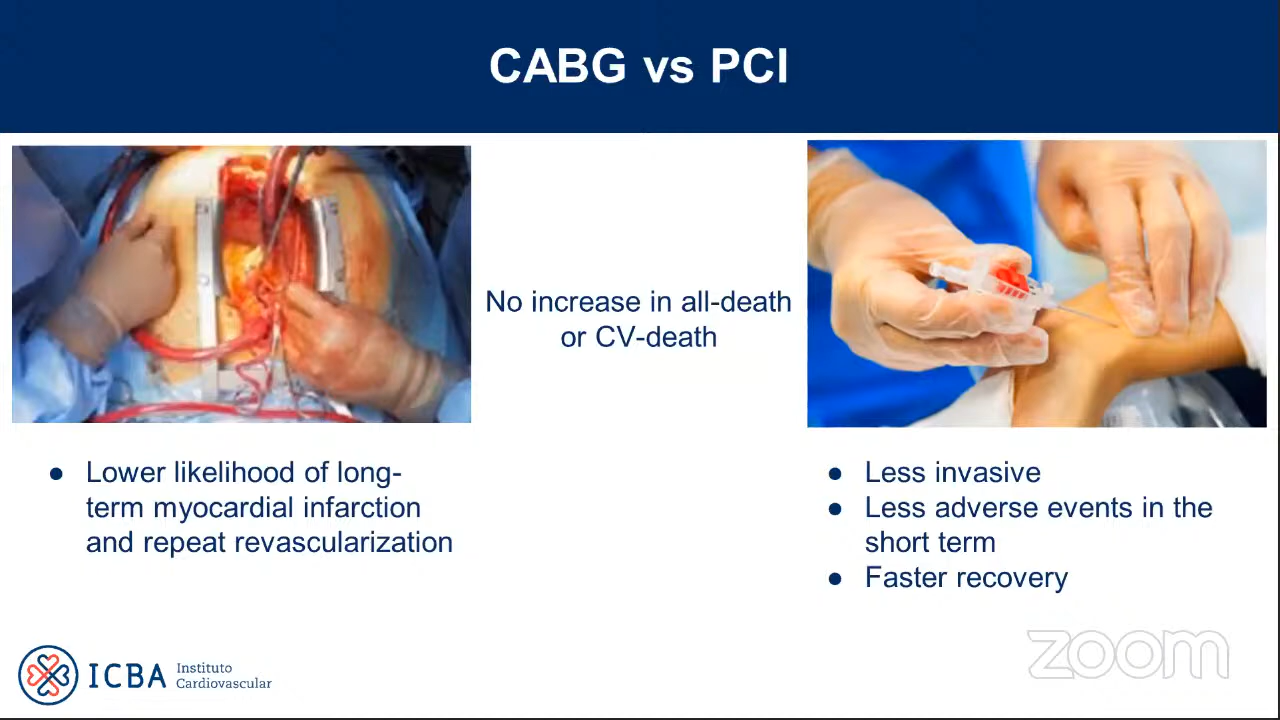 CABG vs PCI
No increase in all-death
or CV-death
● Lower likelihood of long-
term myocardial infarction
and repeat revascularization
● Less invasive
● Less adverse events in the
short term
● Faster recovery
ICBA
Instituto
Cardiovascular
zoom